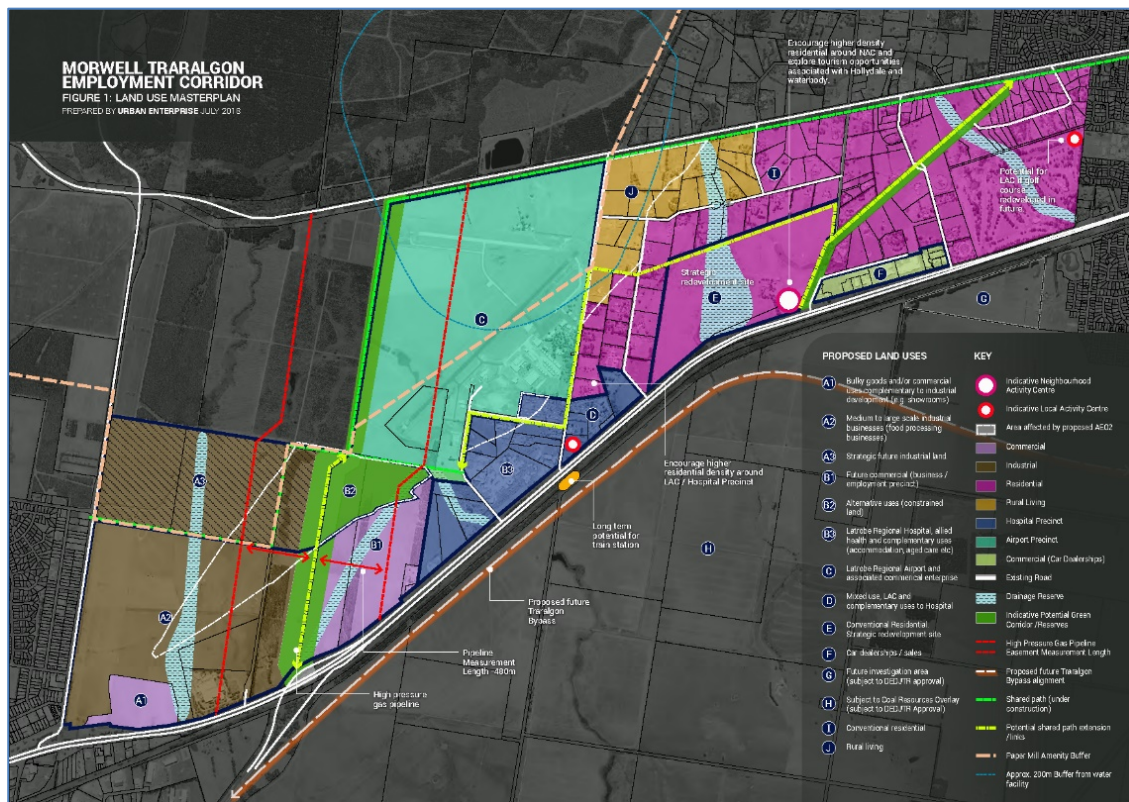 MORWELL TRARALGON
EMPLOYMENT CORRIDOR
FIGURE 1: LAND USE MASTERPLAN
PREPARED BY URBAN ENTERPRISE JULY 2018
Encourage higher density
residential around NAC and
explore tourism opportunities
associated with Hollydale and
waterbody.
Potential for
LAC if golf
course
redeveloped in
future.
J
I
Strategic
redevelopment site
E
F
G
C
D
B3
Encourage higher
residential density around
LAC / Hospital Precinct
A3
B2
B1
Long term
potential for
train station
H
A2
Proposed future
Traralgon
Bypass
Pipeline
Measurement
Length -480m
High pressure
gas pipeline
A1
PROPOSED LAND USES
A1 Bulky goods and/or commercial
uses complementary to industrial
development (e.g. showrooms)
A2 Medium to large scale industrial
businesses (food processing
businesses)
A3 Strategic future industrial land
B1 Future commercial (business /
employment precinct)
B2 Alternative uses (constrained
land)
B3 Latrobe Regional Hospital, allied
health and complementary uses
(accommodation, aged care etc)
C Latrobe Regional Airport and
associated commerical enterprise
D Mixed use, LAC and
complementary uses to Hospital
E Conventional Residential
Strategic redevelopment site
F Car dealerships / sales
G Future investigation area
(subject to DEDJTR approval)
H Subject to Coal Resources Overlay
(subject to DEDJTR Approval)
I Conventional residential
J Rural living
KEY
Indicative Neighbourhood
Activity Centre
Indicative Local Activity Centre
Area affected by proposed AEO2
Commercial
Industrial
Residential
Rural Living
Hospital Precinct
Airport Precinct
Commercial (Car Dealerships)
Existing Road
Drainage Reserve
Indicative Potential Green
Corridor /Reserves
High Pressure Gas Pipeline
Easement Measurement Length
Proposed future Traralgon
Bypass alignment
Shared path (under
construction)
Potential shared path extension
/links
Paper Mill Amenity Buffer
Approx. 200m Buffer from water
facility